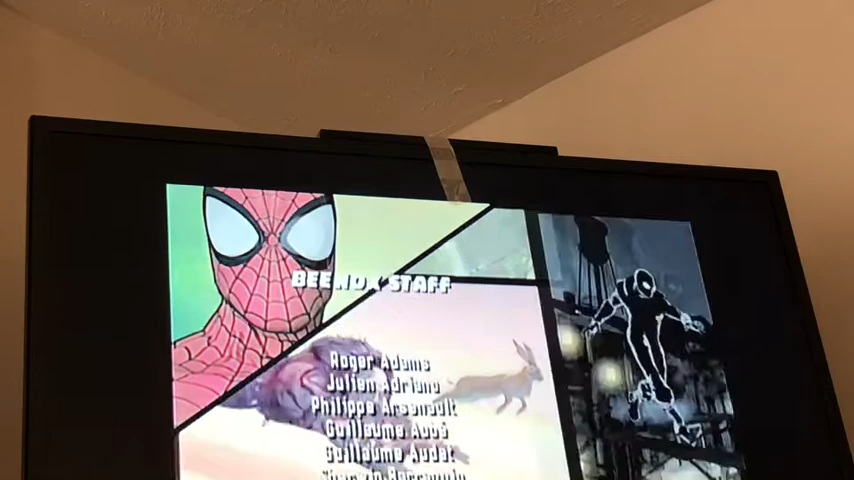 BEENOX STAFF
Roger Adams
Julien Adriano
Philippe Arsenault
Guillaume Aubé
Guillaume Audet